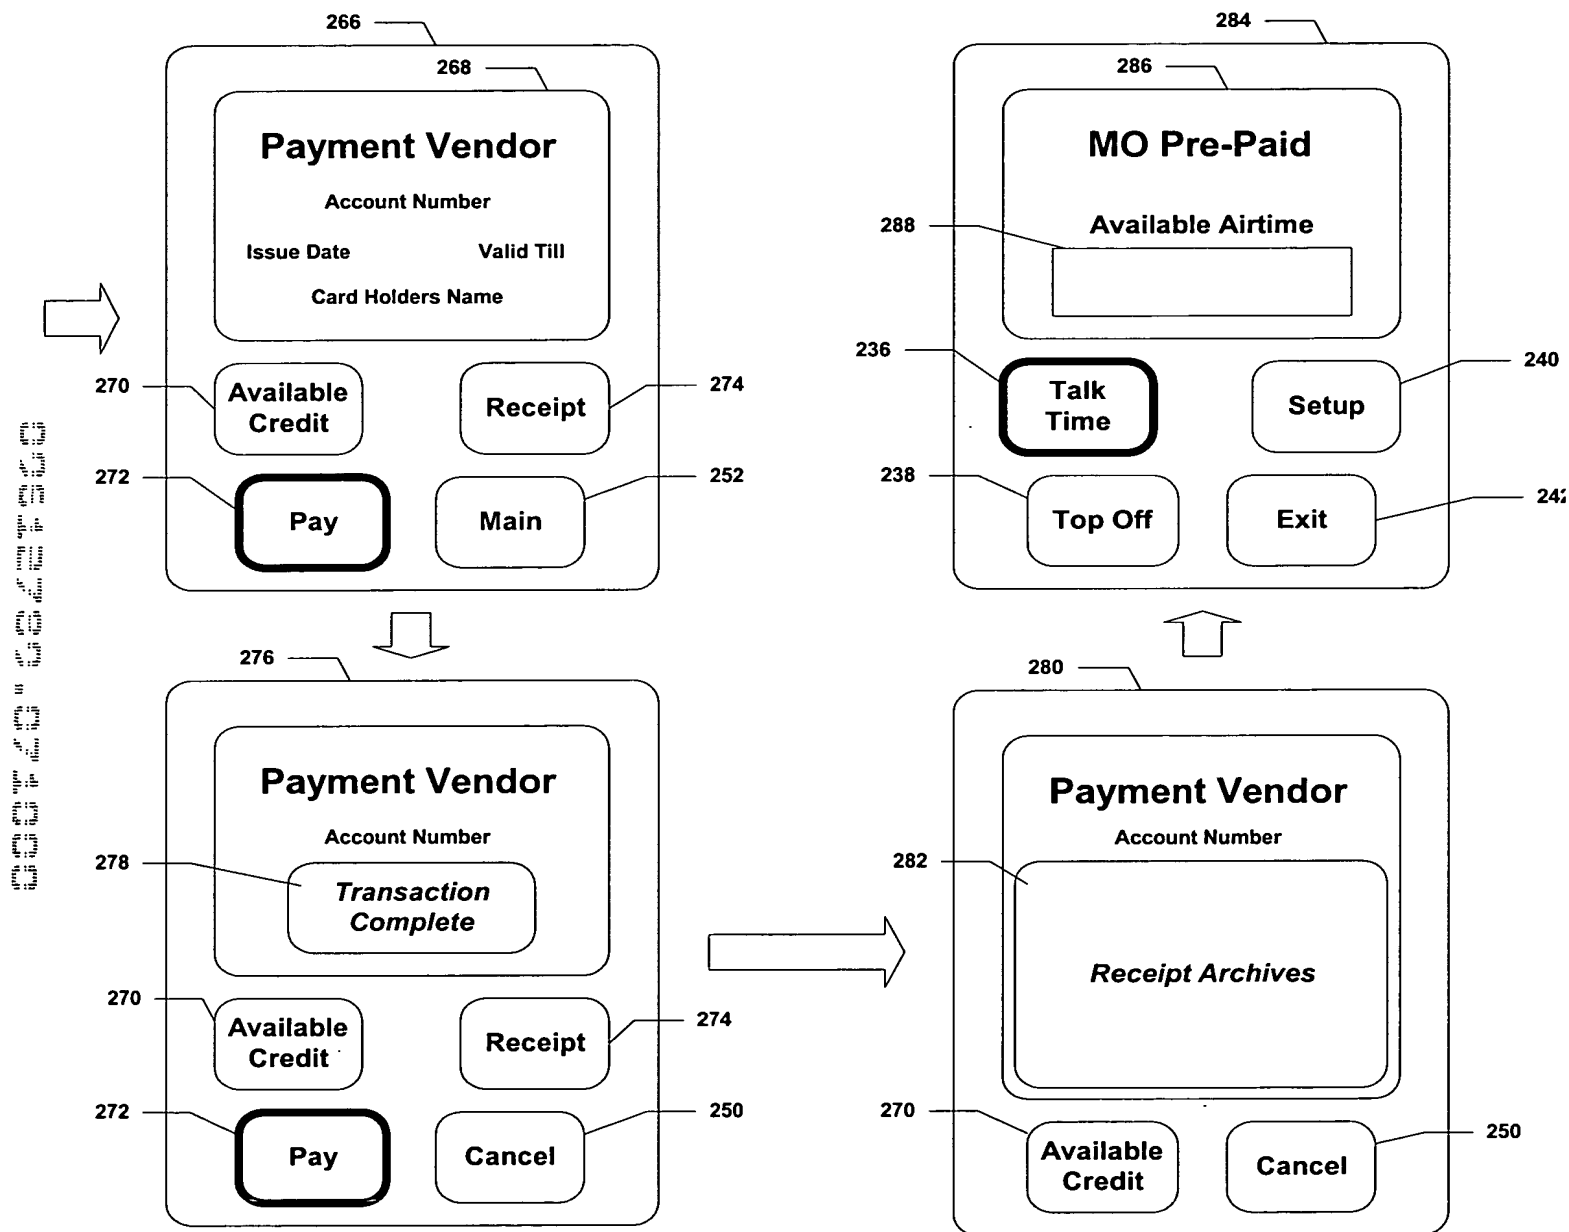 266
268
Payment Vendor
Account Number
Issue Date Valid Till
Card Holders Name
270
Available
Credit
274
Receipt
272
Pay
252
Main
284
286
MO Pre-Paid
288
Available Airtime
236
Talk
Time
240
Setup
238
Top Off
Exit
276
Payment Vendor
Account Number
278
Transaction
Complete
270
Available
Credit
274
Receipt
272
Pay
250
Cancel
280
Payment Vendor
Account Number
282
Receipt Archives
270
Available
Credit
250
Cancel